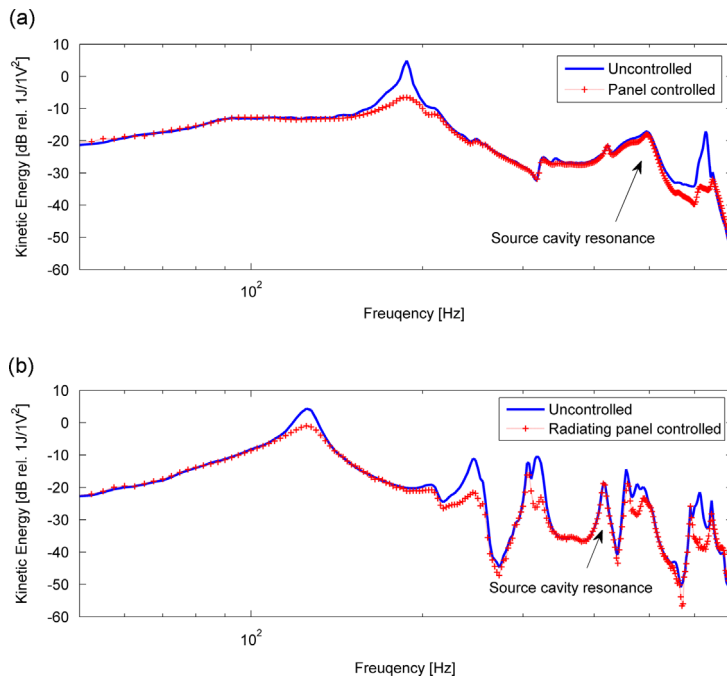 (a)
10
0
-10
-20
-30
-40
-50
-60
Kinetic Energy [dB rel. 1J/1V²]
Uncontrolled
Panel controlled
Source cavity resonance
10²
Freuqency [Hz]
(b)
10
0
-10
-20
-30
-40
-50
-60
Kinetic Energy [dB rel. 1J/1V²]
Uncontrolled
Radiating panel controlled
Source cavity resonance
10²
Freuqency [Hz]